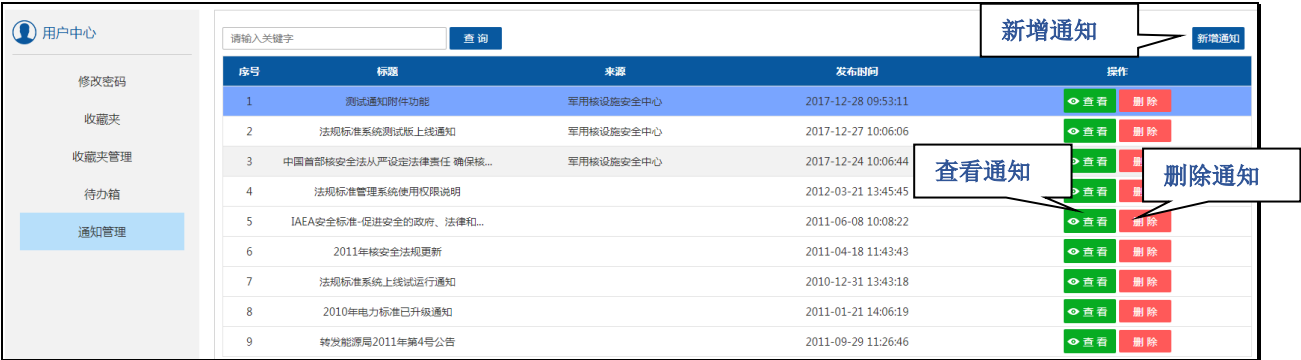 用户中心
修改密码
收藏夹
收藏夹管理
待办箱
通知管理
请输入关键字 查 询 新增通知 新增通知
序号 标题 来源 发布时间 操作
1 测试通知附件功能 军用核设施安全中心 2017-12-28 09:53:11 查 看 删 除
2 法规标准系统测试版上线通知 军用核设施安全中心 2017-12-27 10:06:06 查 看 删 除
3 中国首部核安全法从严设定法律责任 确保核... 军用核设施安全中心 2017-12-24 10:06:44 查 看
查看通知 删除通知
4 法规标准管理系统使用权限说明 2012-03-21 13:45:45 查 看
5 IAEA安全标准-促进安全的政府、法律和... 2011-06-08 10:08:22 查 看 删 除
6 2011年核安全法规更新 2011-04-18 11:43:43 查 看 删 除
7 法规标准系统上线试运行通知 2010-12-31 13:43:18 查 看 删 除
8 2010年电力标准已升级通知 2011-01-21 14:06:19 查 看 删 除
9 转发能源局2011年第4号公告 2011-09-29 11:26:46 查 看 删 除